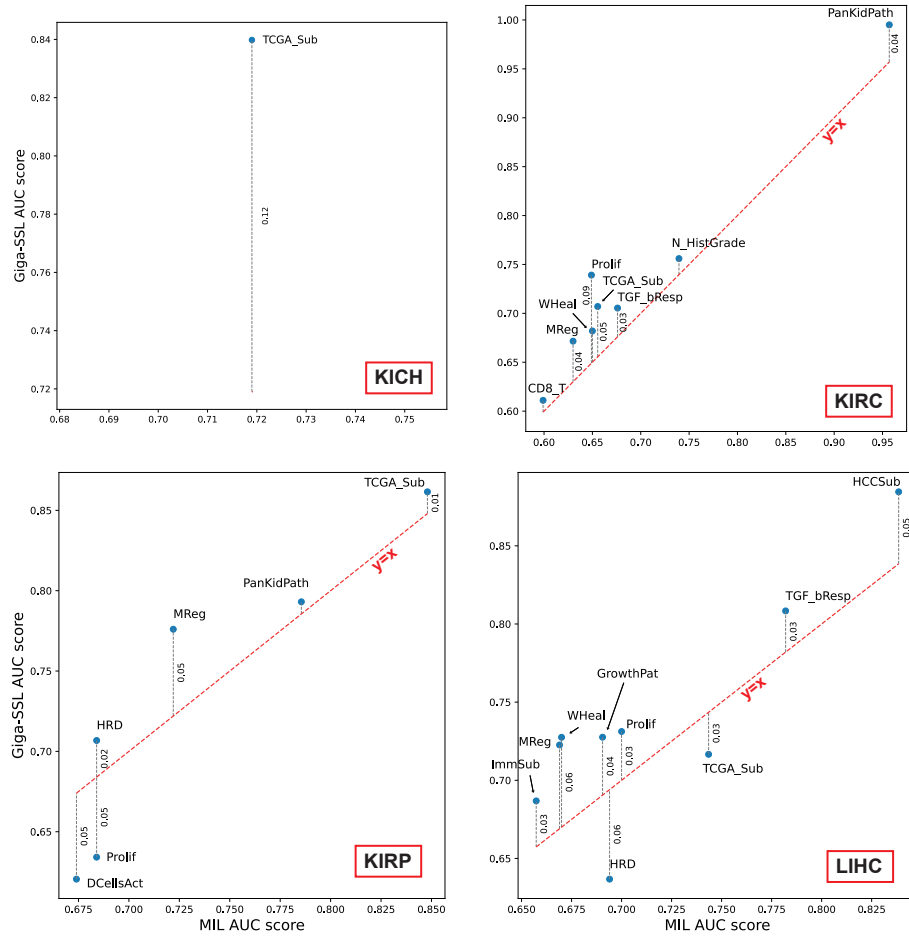 0.84
0.82
0.80
0.78
0.76
0.74
0.72
Giga-SSL AUC score
TCGA_Sub
0.12
KICH
0.68 0.69 0.70 0.71 0.72 0.73 0.74 0.75
1.00
0.95
0.90
0.85
0.80
0.75
0.70
0.65
0.60
PanKidPath
0.04
y=x
N_HistGrade
Prolif
0.09
TCGA_Sub
WHeal
TGF_bResp
0.03
0.05
MReg
0.04
CD8_T
KIRC
0.60 0.65 0.70 0.75 0.80 0.85 0.90 0.95
0.85
0.80
0.75
0.70
0.65
Giga-SSL AUC score
TCGA_Sub
0.01
y=x
PanKidPath
MReg
0.05
HRD
0.02
0.05
0.05
Prolif
DCellsAct
KIRP
0.675 0.700 0.725 0.750 0.775 0.800 0.825 0.850
MIL AUC score
0.85
0.80
0.75
0.70
0.65
HCCSub
0.05
TGF_bResp
0.03
y=x
GrowthPat
WHeal
Prolif
MReg
0.03
0.04
0.03
0.06
TCGA_Sub
ImmSub
0.03
0.06
HRD
LIHC
0.650 0.675 0.700 0.725 0.750 0.775 0.800 0.825
MIL AUC score